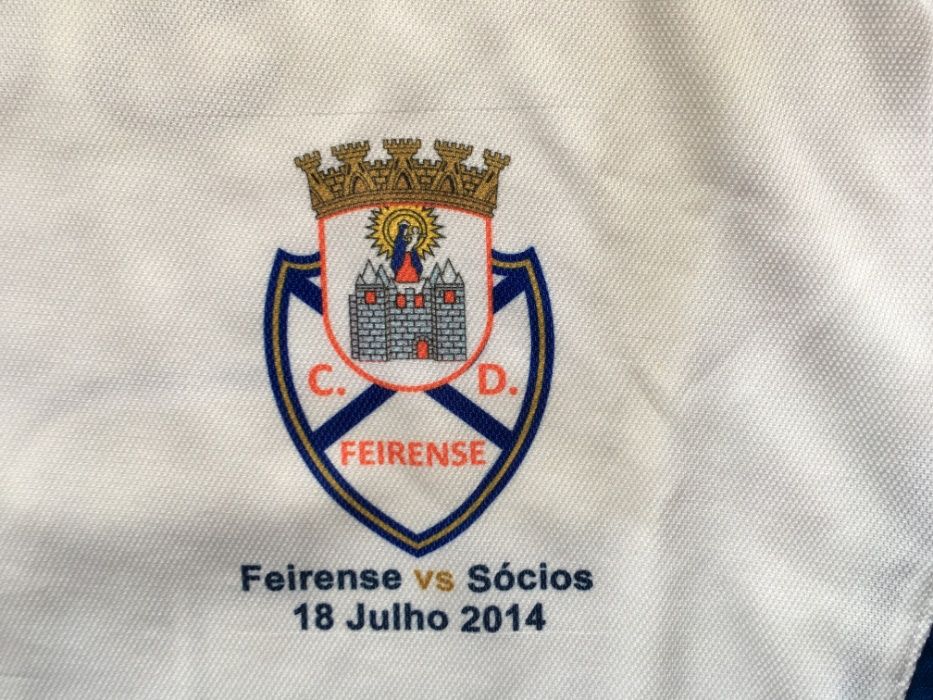 C. D.
FEIRENSE
Feirense vs Sócios
18 Julho 2014